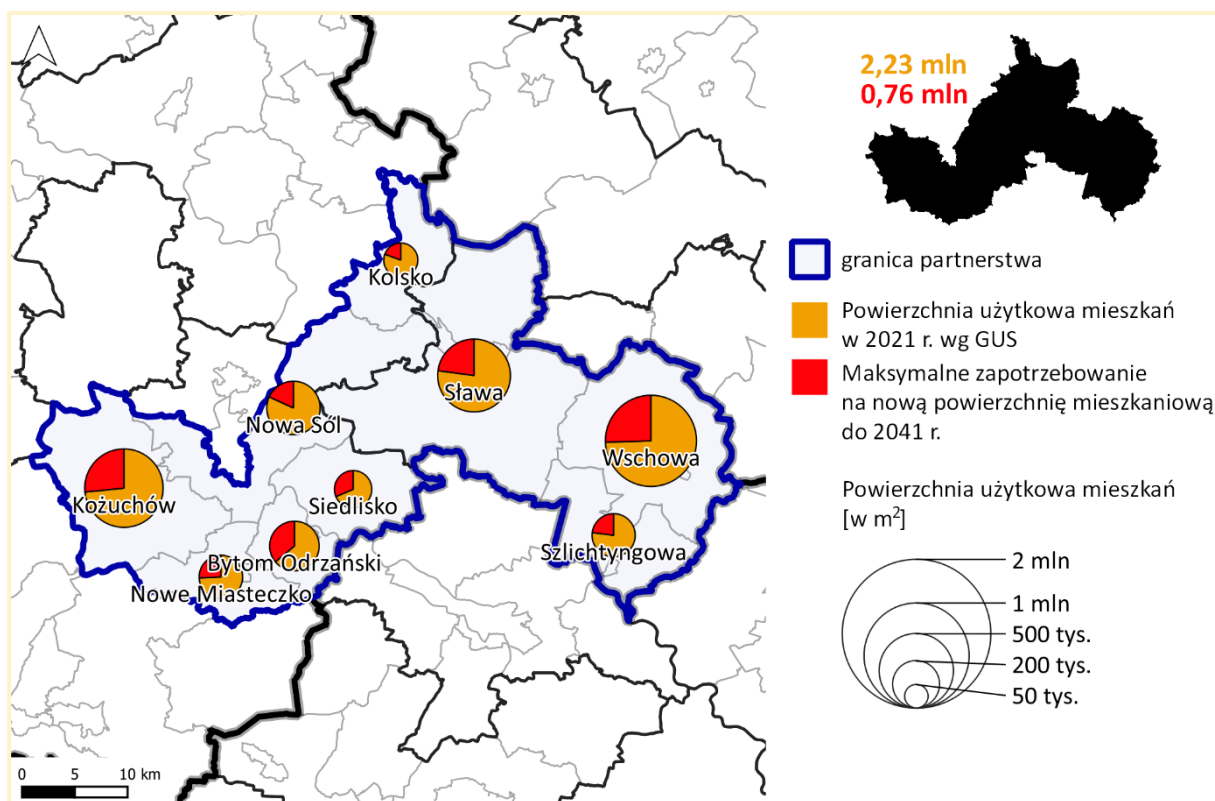 2,23 mln
0,76 mln
granica partnerstwa
Powierzchnia użytkowa mieszkań
w 2021 r. wg GUS
Maksymalne zapotrzebowanie
na nową powierzchnię mieszkaniową
do 2041 r.
Powierzchnia użytkowa mieszkań
[w m²]
2 mln
1 mln
500 tys.
200 tys.
50 tys.
Kolsko
Sława
Nowa Sól
Wschowa
Kożuchów
Siedlisko
Szlichtyngowa
Bytom Odrzański
Nowe Miasteczko
0 5 10 km